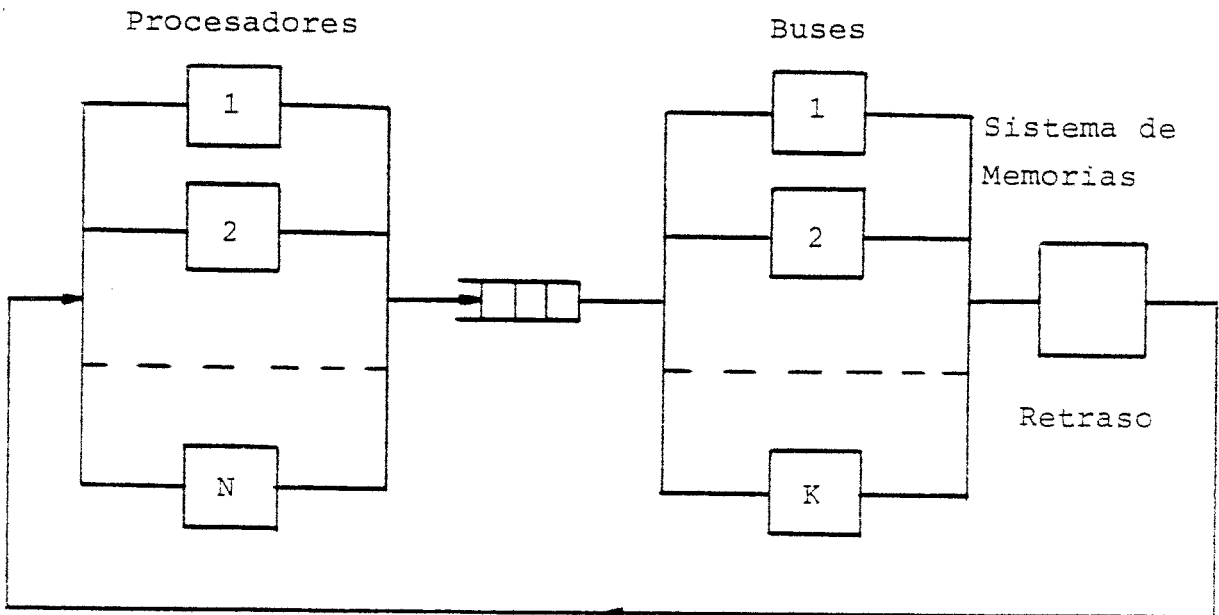 Procesadores
Buses
1
1
Sistema de
Memorias
2
2
Retraso
N
K